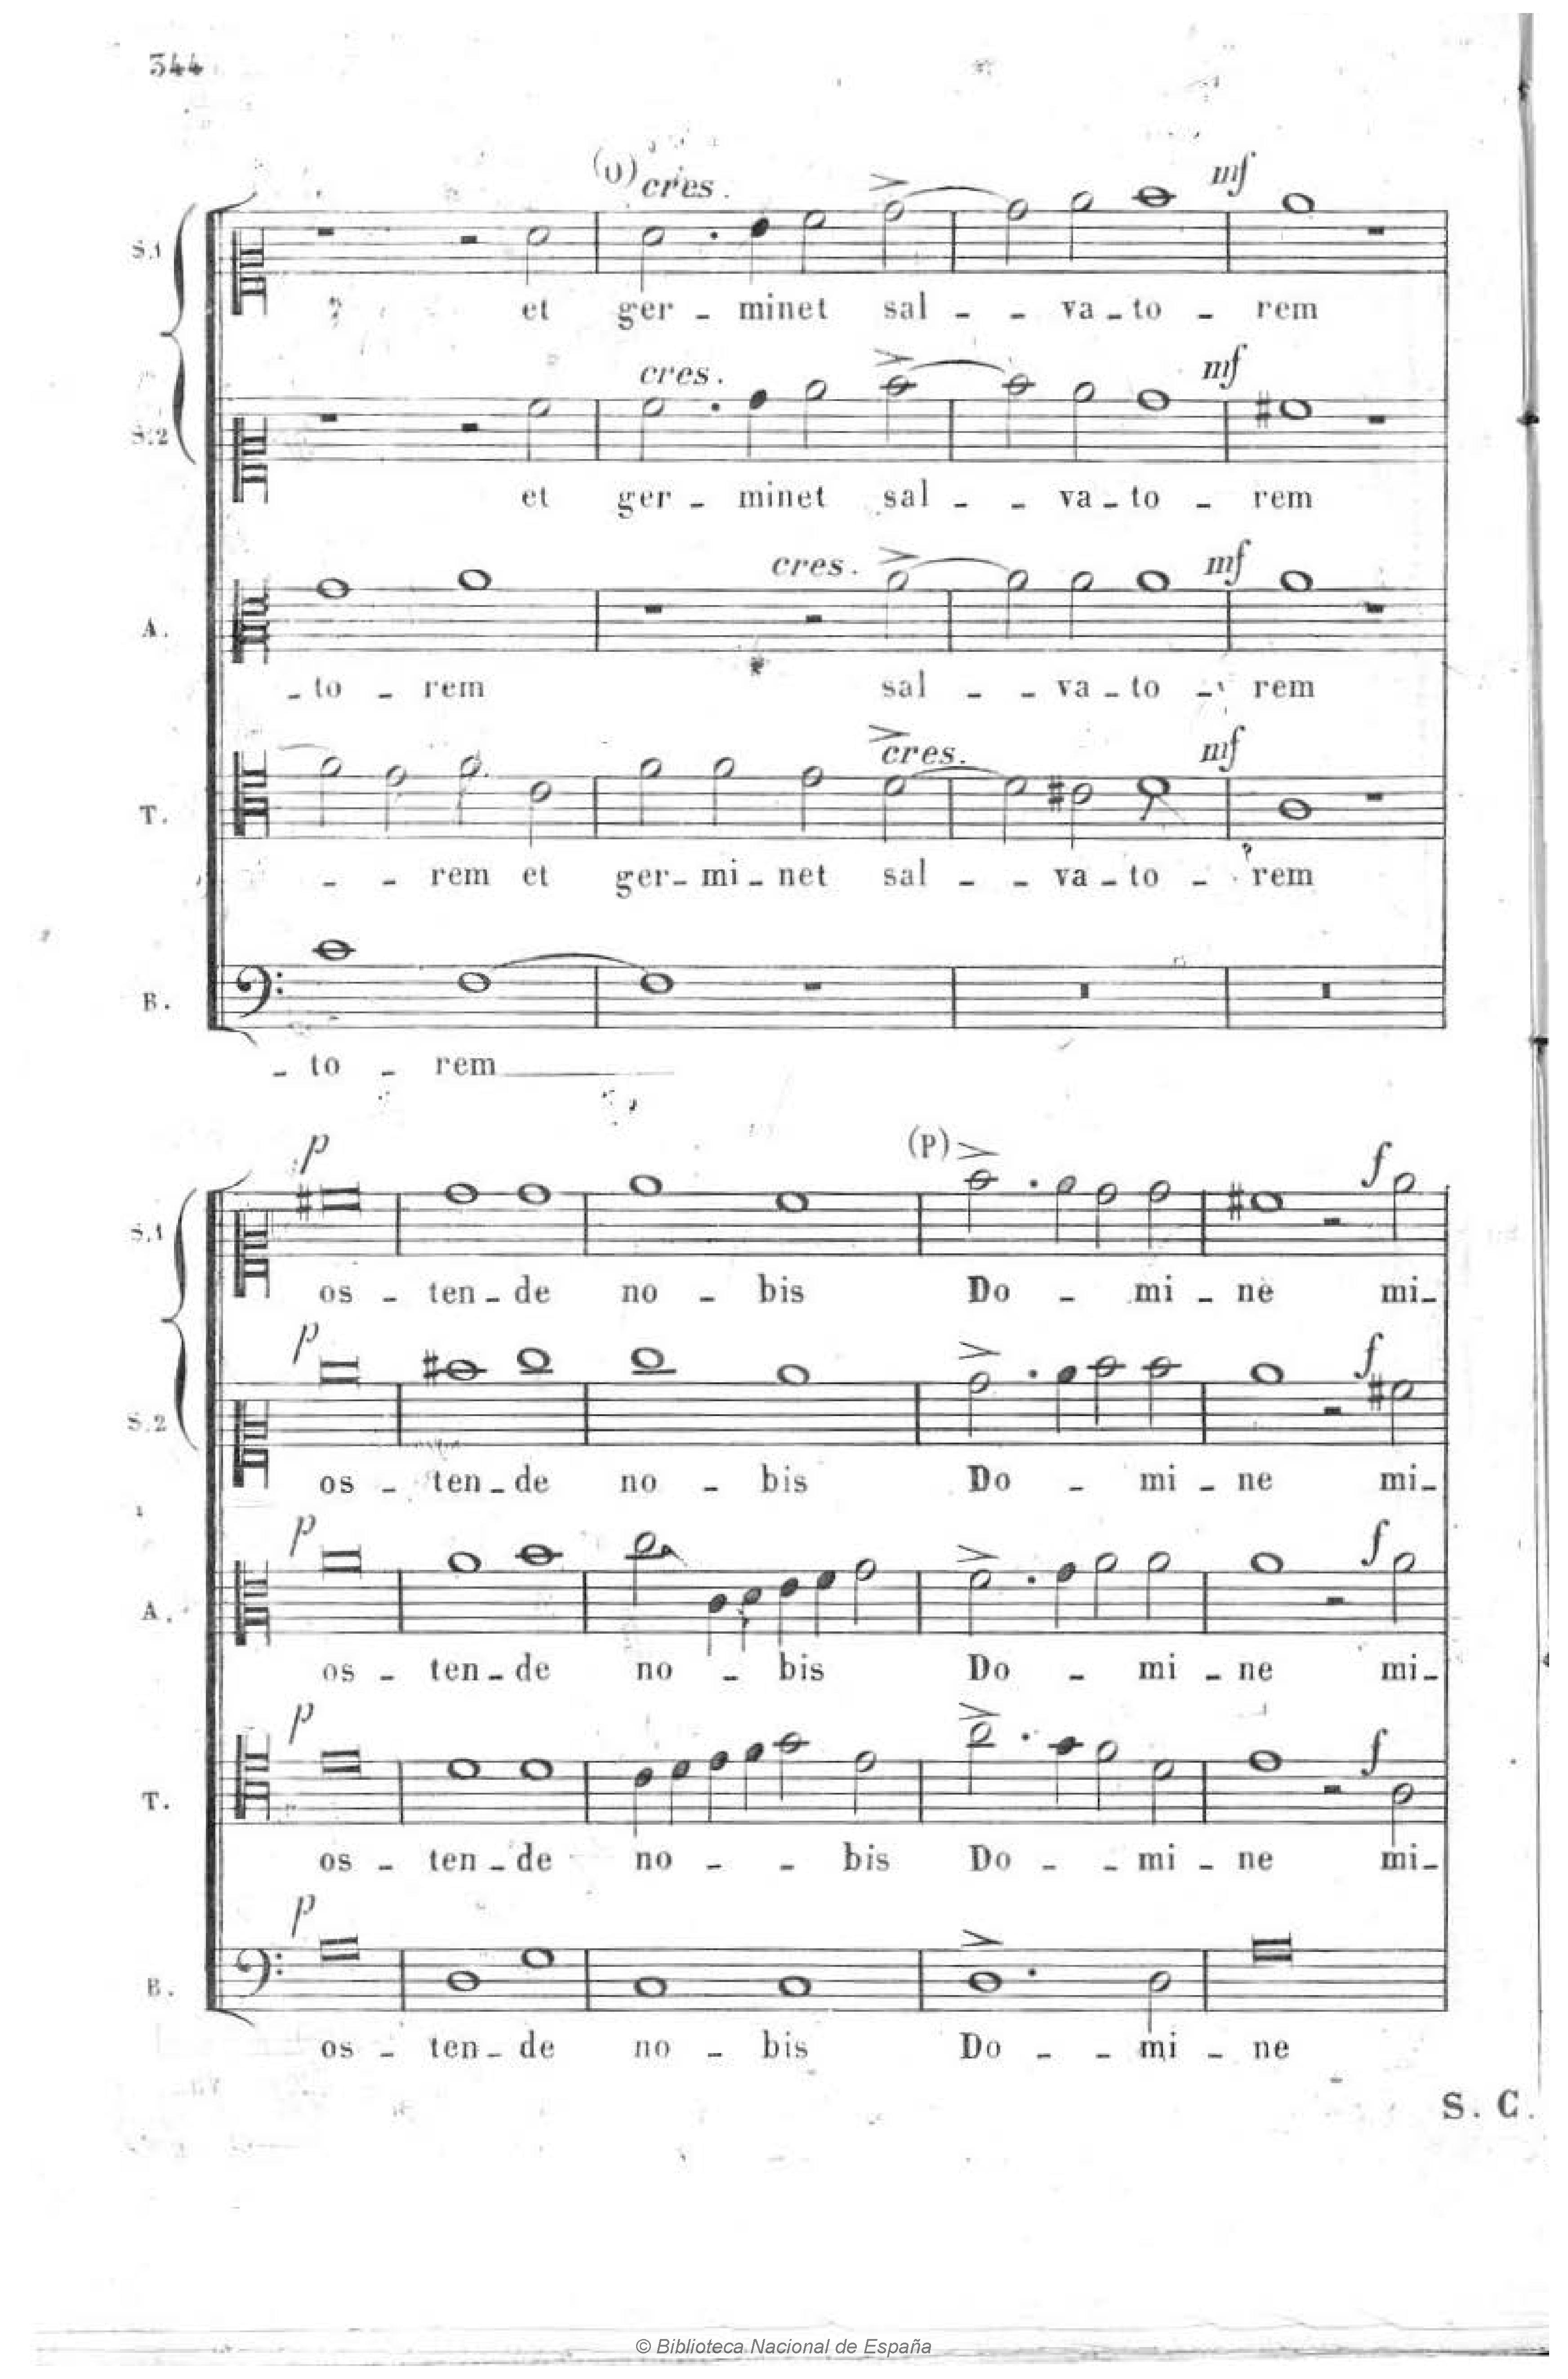 344
(O) cres. > mf
S.1
et ger - minet sal - - va - to - rem
cres. > mf
S.2
et ger - minet sal - - va - to - rem
cres. > mf
A.
- to - rem sal - - va - to - rem
> cres. mf
T.
- - rem et ger - mi - net sal - - va - to - rem
B.
- to - rem
p (P) > f
S.1
os - ten - de no - bis Do - mi - ne mi -
p > f
S.2
os - ten - de no - bis Do - mi - ne mi -
p > f
A.
os - ten - de no - bis Do - mi - ne mi -
p > f
T.
os - ten - de no - - bis Do - - mi - ne mi -
p >
B.
os - ten - de no - bis Do - - mi - ne
S. C.
© Biblioteca Nacional de España